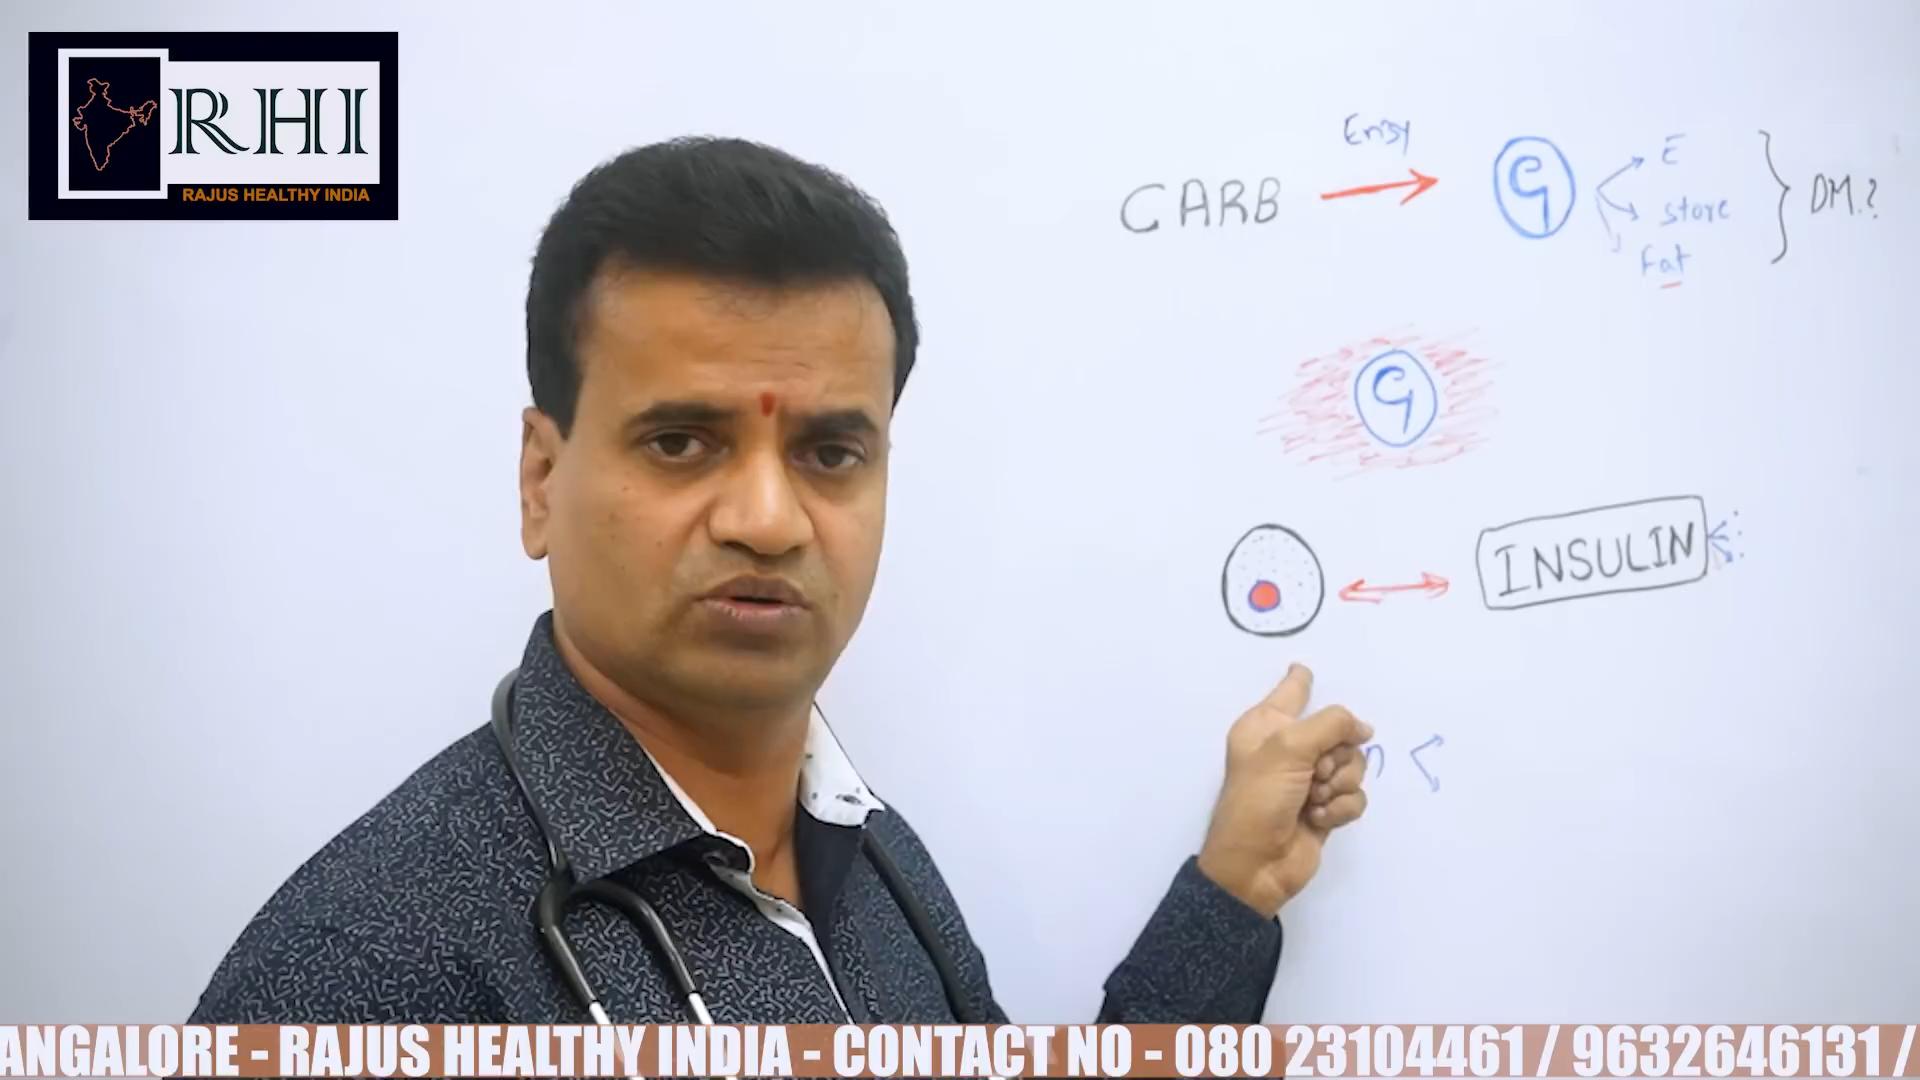 RHI
RAJUS HEALTHY INDIA
Enzy
CARB
G
E
store
Fat
DM.?
G
INSULIN
n
ANGALORE - RAJUS HEALTHY INDIA - CONTACT NO - 080 23104461 / 9632646131 /